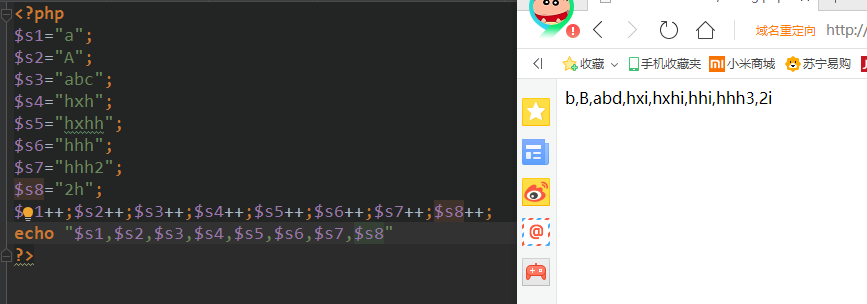 <?php
$s1="a";
$s2="A";
$s3="abc";
$s4="hxh";
$s5="hxhh";
$s6="hhh";
$s7="hhh2";
$s8="2h";
$s1++;$s2++;$s3++;$s4++;$s5++;$s6++;$s7++;$s8++;
echo "$s1,$s2,$s3,$s4,$s5,$s6,$s7,$s8"
?>
域名重定向 http://
收藏 手机收藏夹 小米商城 苏宁易购
b,B,abd,hxi,hxhi,hhi,hhh3,2i